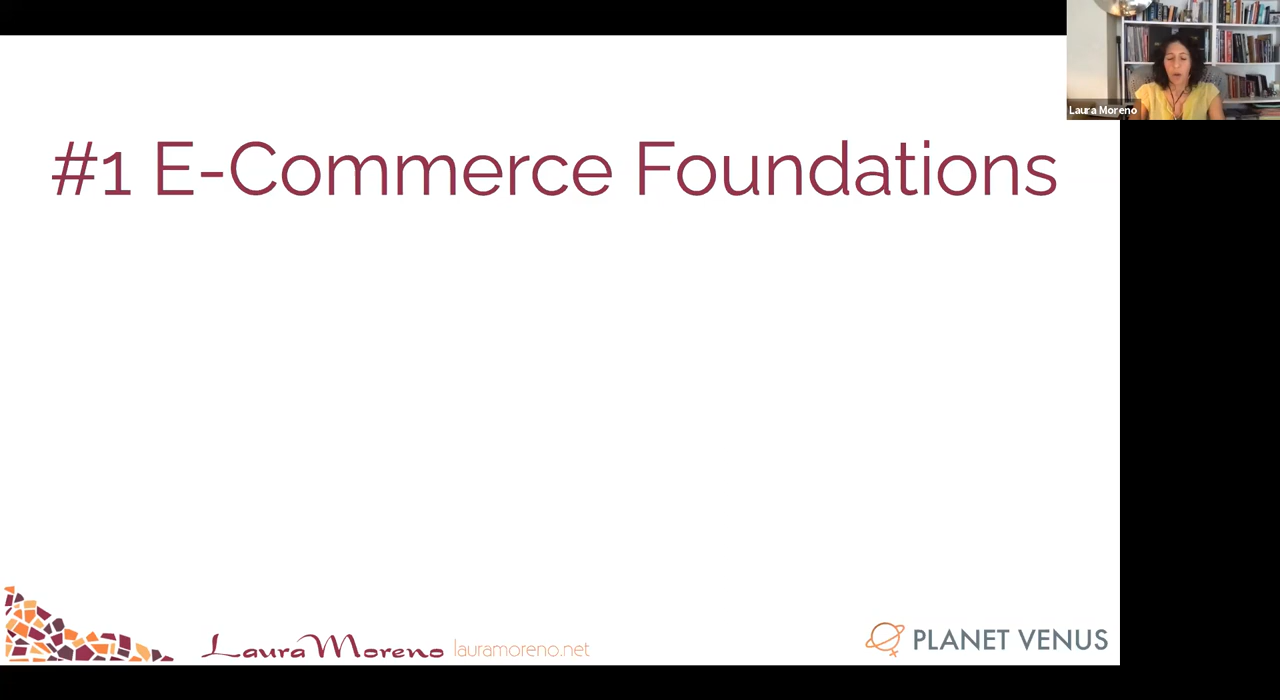 Laura Moreno
#1 E-Commerce Foundations
Laura Moreno lauramoreno.net
PLANET VENUS